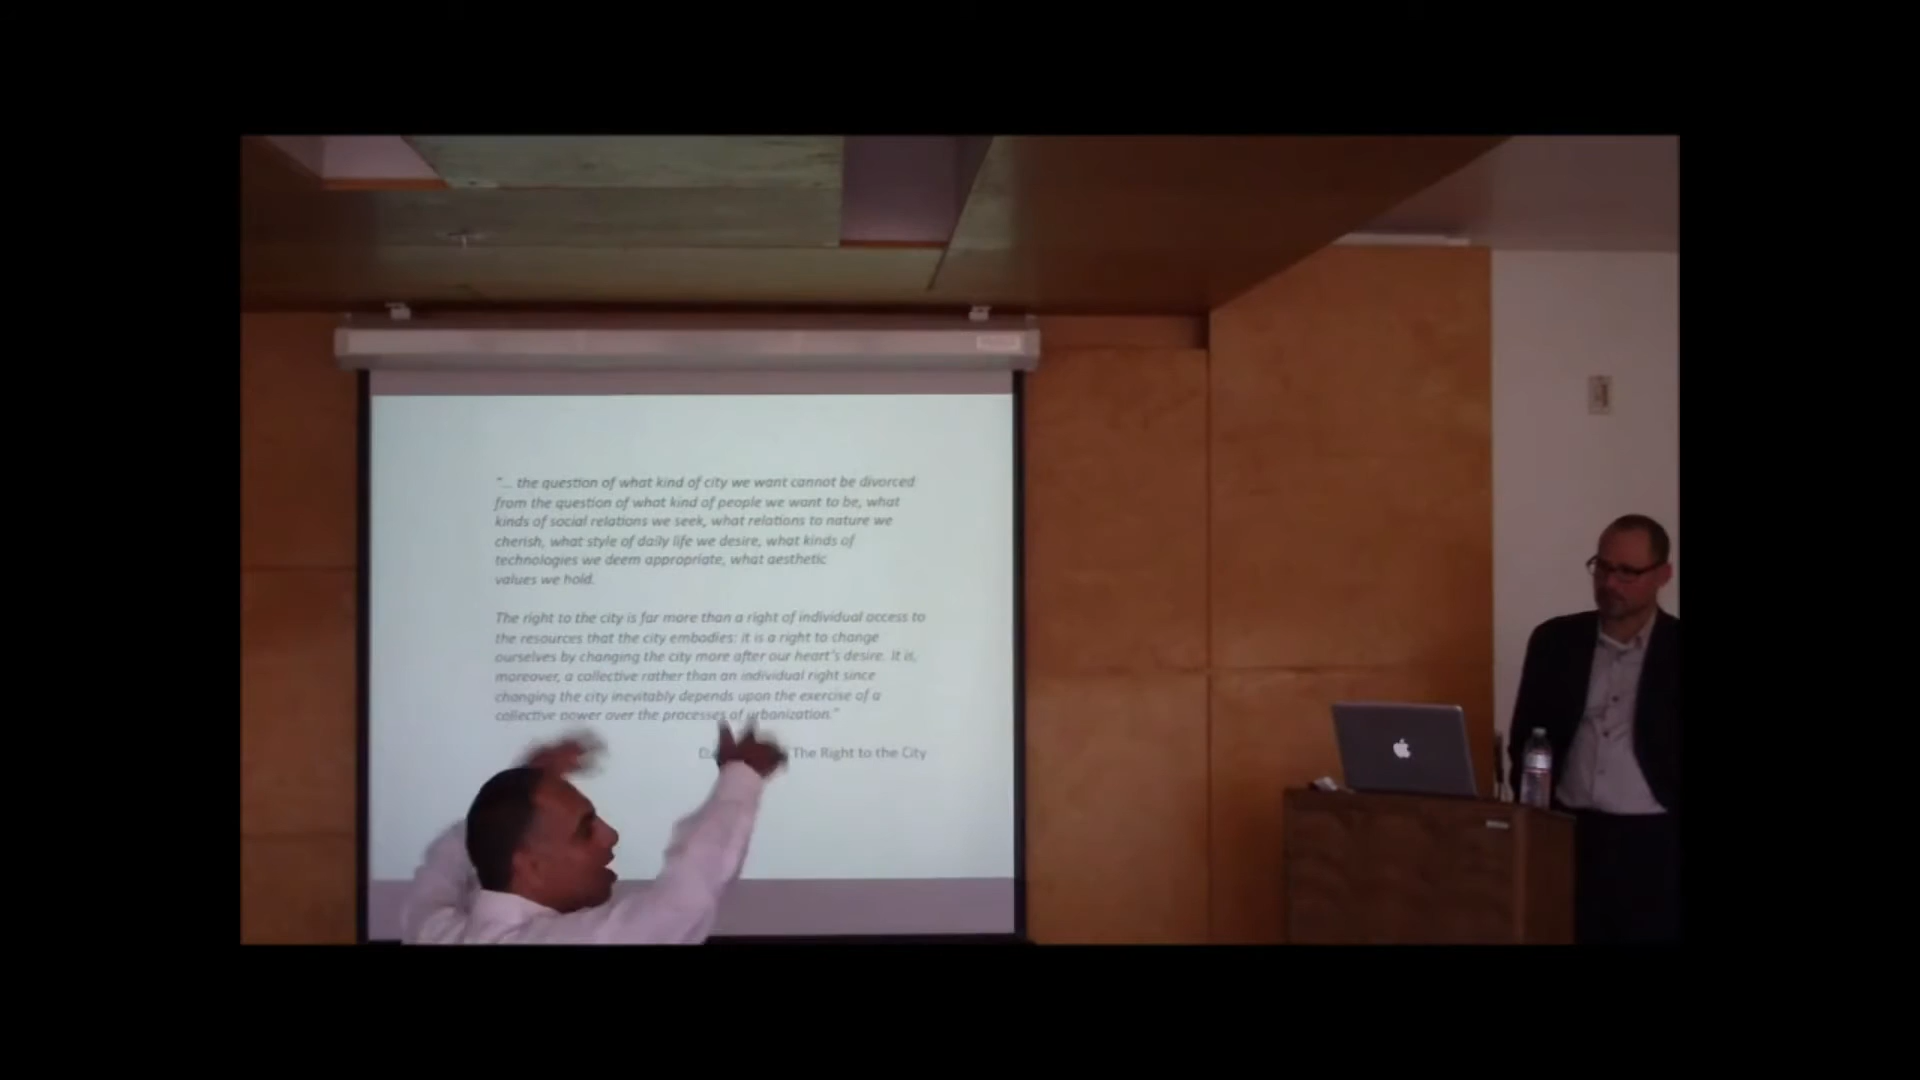 "... the question of what kind of city we want cannot be divorced
from the question of what kind of people we want to be, what
kinds of social relations we seek, what relations to nature we
cherish, what style of daily life we desire, what kinds of
technologies we deem appropriate, what aesthetic
values we hold.
The right to the city is far more than a right of individual access to
the resources that the city embodies: it is a right to change
ourselves by changing the city more after our heart's desire. It is,
moreover, a collective rather than an individual right since
changing the city inevitably depends upon the exercise of a
collective power over the processes of urbanization."
The Right to the City